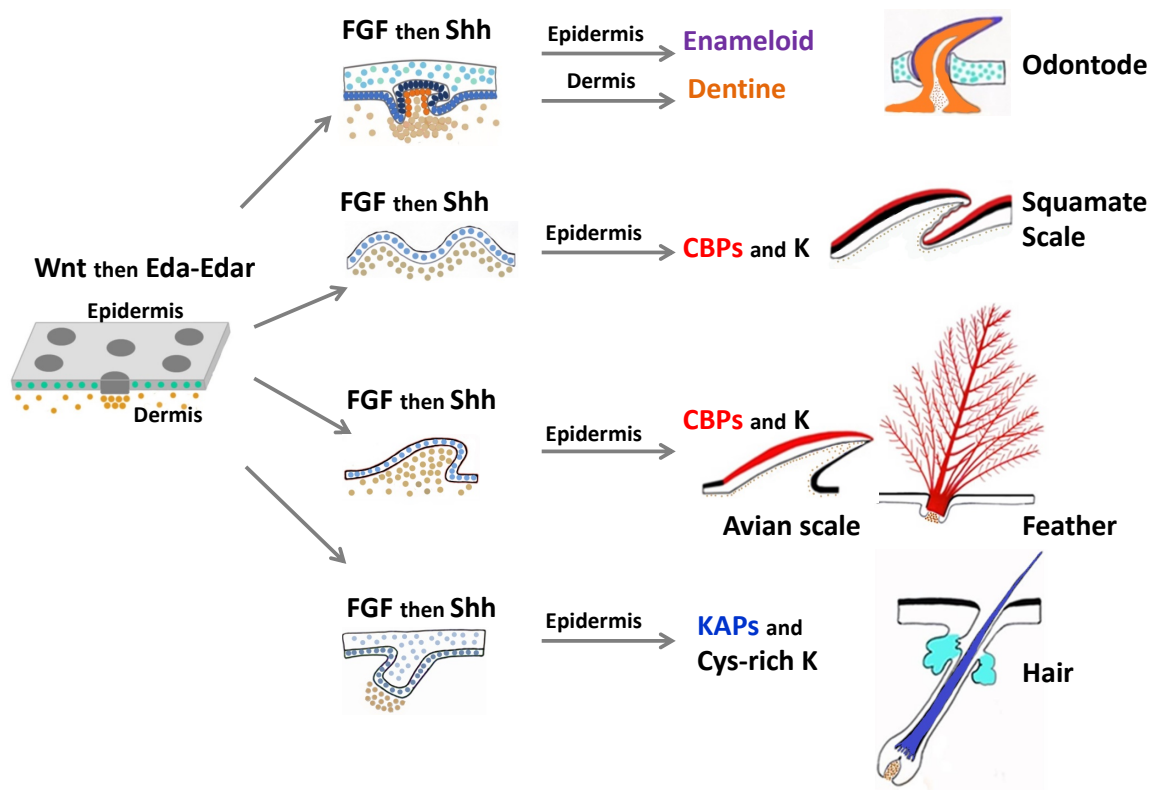 FGF then Shh
Epidermis
Enameloid
Dermis
Dentine
Odontode
FGF then Shh
Epidermis
CBPs and K
Squamate
Scale
Wnt then Eda-Edar
Epidermis
Dermis
FGF then Shh
Epidermis
CBPs and K
Avian scale
Feather
FGF then Shh
Epidermis
KAPs and
Cys-rich K
Hair